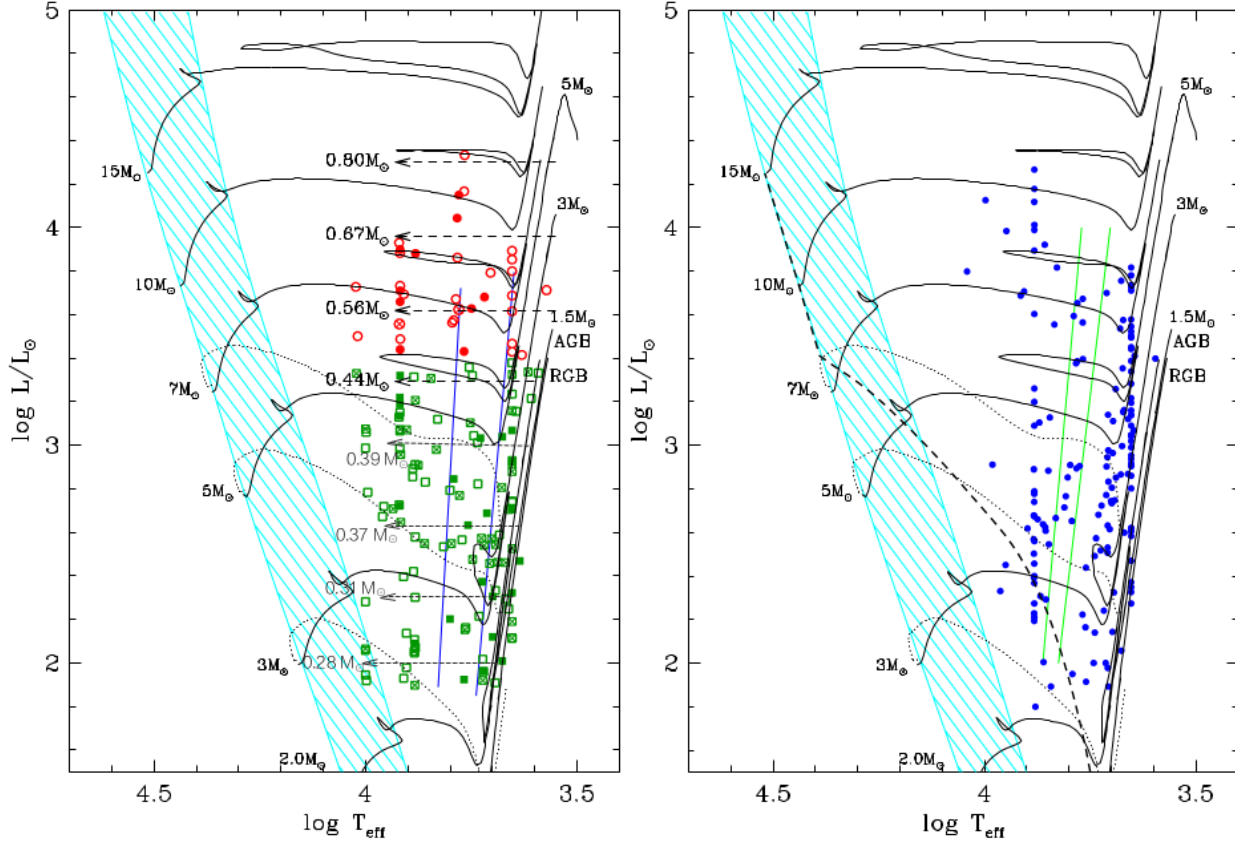 5
5M⊙
0.80M⊙
15M⊙
4
3M⊙
0.67M⊙
10M⊙
0.56M⊙
1.5M⊙
AGB
RGB
7M⊙
0.44M⊙
3
0.39 M⊙
5M⊙
0.37 M⊙
0.31M⊙
2
0.28 M⊙
3M⊙
2.0M⊙
4.5
4
3.5
log L/L⊙
log T_eff
5
5M⊙
15M⊙
4
3M⊙
10M⊙
1.5M⊙
AGB
RGB
7M⊙
3
5M⊙
2
3M⊙
2.0M⊙
4.5
4
3.5
log L/L⊙
log T_eff